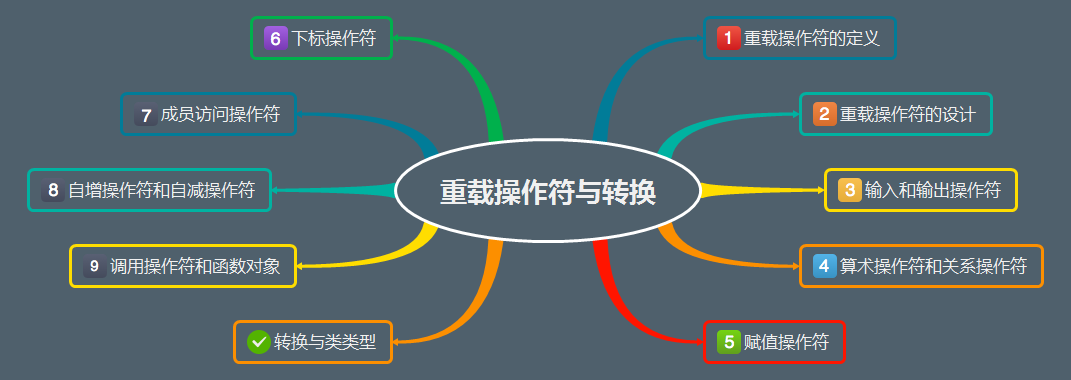 重载操作符与转换
1 重载操作符的定义
2 重载操作符的设计
3 输入和输出操作符
4 算术操作符和关系操作符
5 赋值操作符
6 下标操作符
7 成员访问操作符
8 自增操作符和自减操作符
9 调用操作符和函数对象
转换与类类型